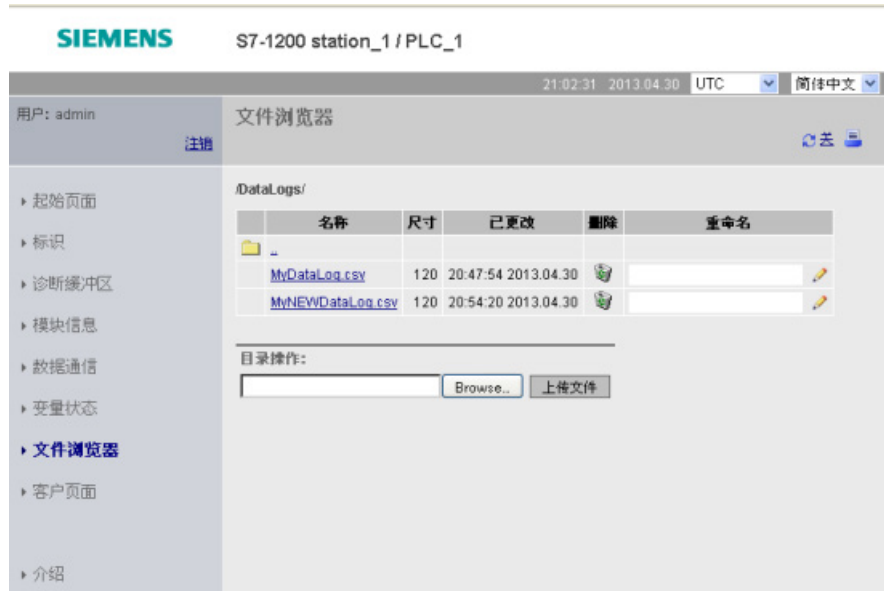 SIEMENS
S7-1200 station_1 / PLC_1
21:02:31 2013.04.30 UTC 简体中文
用户: admin
注销
文件浏览器
关
起始页面
标识
诊断缓冲区
模块信息
数据通信
变量状态
文件浏览器
客户页面
介绍
/DataLogs/
名称 尺寸 已更改 删除 重命名
..
MyDataLog.csv 120 20:47:54 2013.04.30
MyNEWDataLog.csv 120 20:54:20 2013.04.30
目录操作:
Browse.. 上传文件